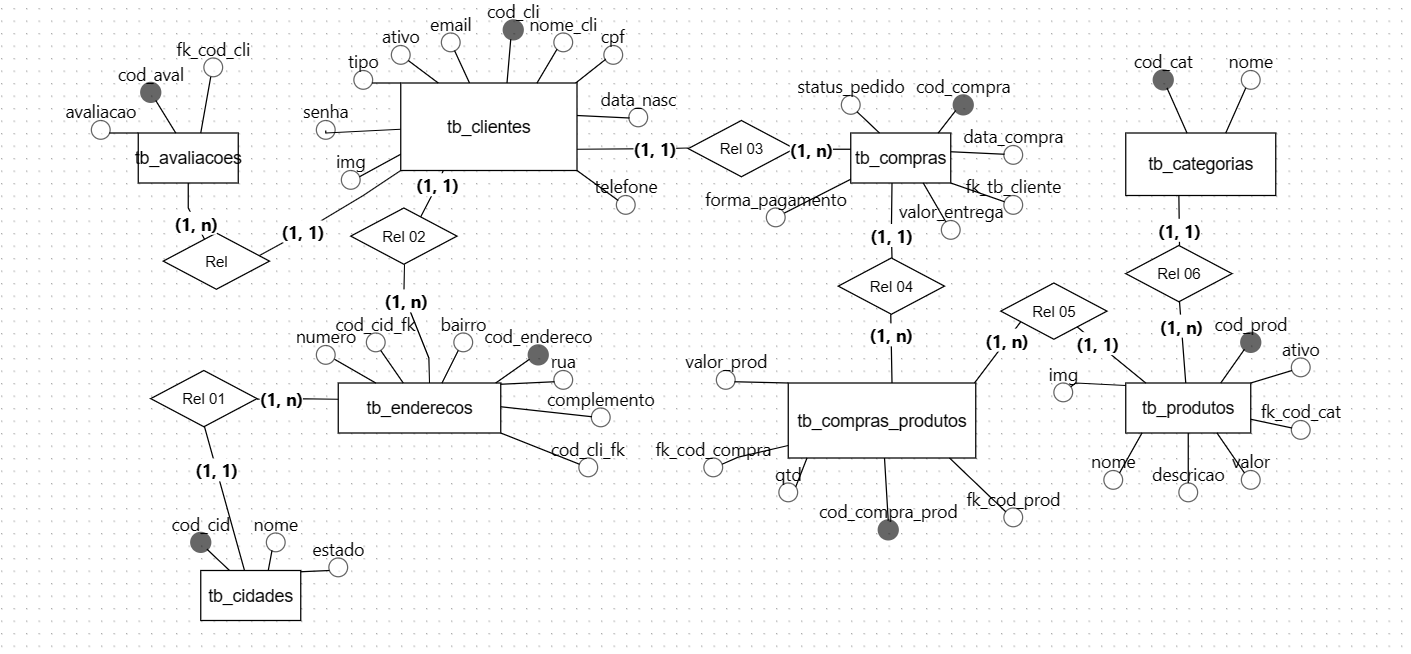 cod_cli
email
nome_cli
ativo
cpf
fk_cod_cli
tipo
cod_aval
cod_cat
nome
avaliacao
senha
data_nasc
status_pedido
cod_compra
tb_clientes
data_compra
tb_avaliacoes
(1, 1)
Rel 03
(1, n)
tb_compras
tb_categorias
img
(1, 1)
telefone
fk_tb_cliente
forma_pagamento
valor_entrega
(1, n)
(1, 1)
Rel 02
(1, 1)
(1, 1)
Rel
Rel 06
Rel 04
(1, n)
Rel 05
cod_cid_fk
bairro
numero
cod_endereco
(1, n)
(1, n)
(1, 1)
(1, n)
cod_prod
rua
valor_prod
img
ativo
Rel 01
(1, n)
tb_enderecos
complemento
tb_compras_produtos
tb_produtos
fk_cod_cat
cod_cli_fk
fk_cod_compra
(1, 1)
qtd
nome
descricao
valor
cod_compra_prod
fk_cod_prod
cod_cid
nome
estado
tb_cidades